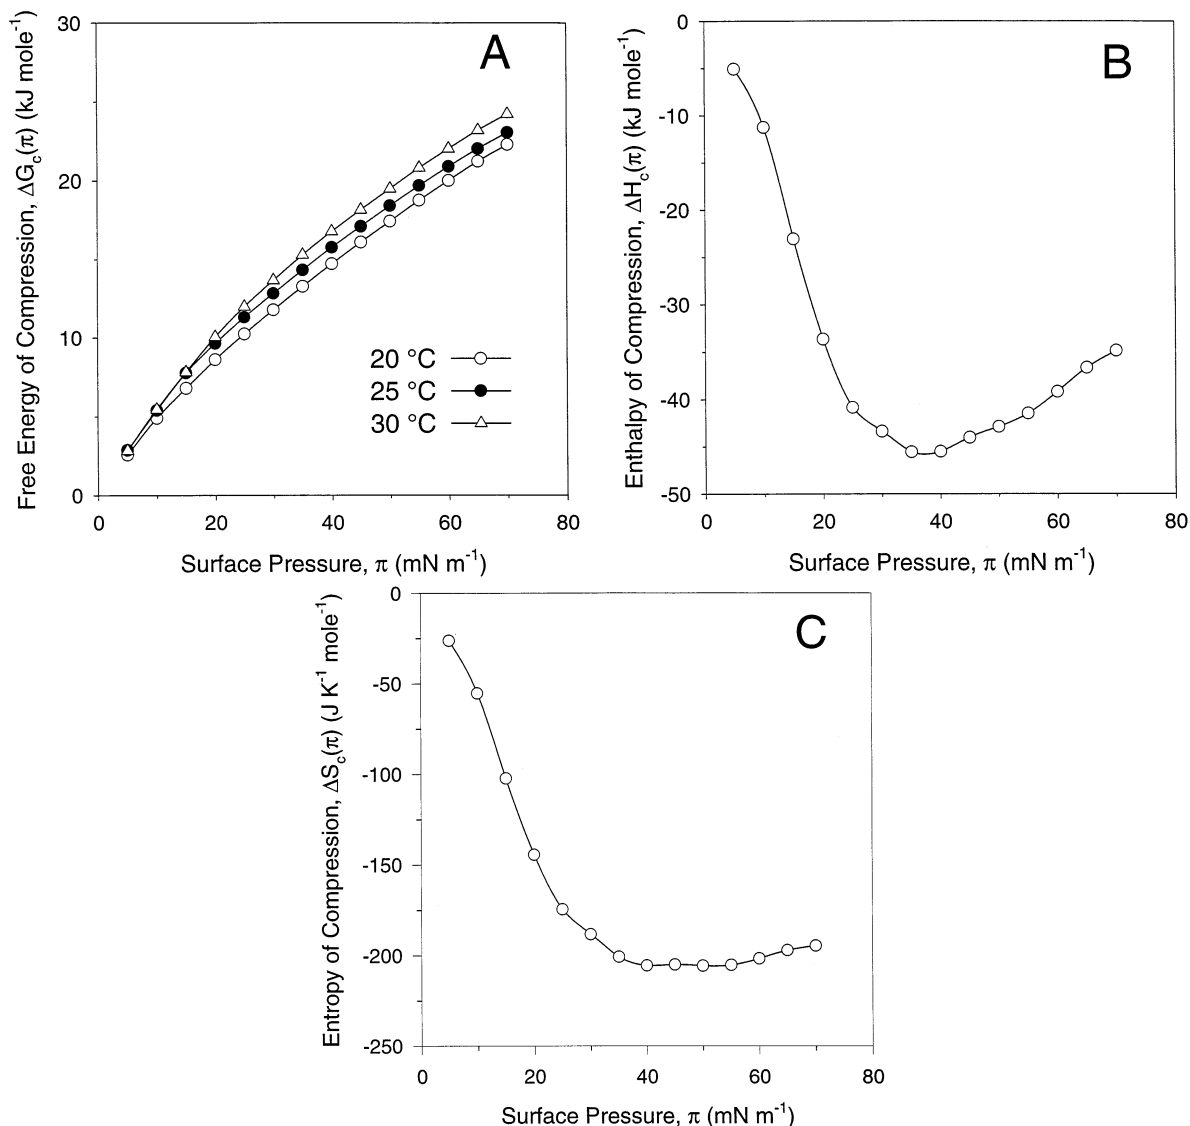 A
Free Energy of Compression, ΔG_c(π) (kJ mole⁻¹)
30
20
10
0
0 20 40 60 80
Surface Pressure, π (mN m⁻¹)
20 °C
25 °C
30 °C
B
Enthalpy of Compression, ΔH_c(π) (kJ mole⁻¹)
0
-10
-20
-30
-40
-50
0 20 40 60 80
Surface Pressure, π (mN m⁻¹)
C
Entropy of Compression, ΔS_c(π) (J K⁻¹ mole⁻¹)
0
-50
-100
-150
-200
-250
0 20 40 60 80
Surface Pressure, π (mN m⁻¹)